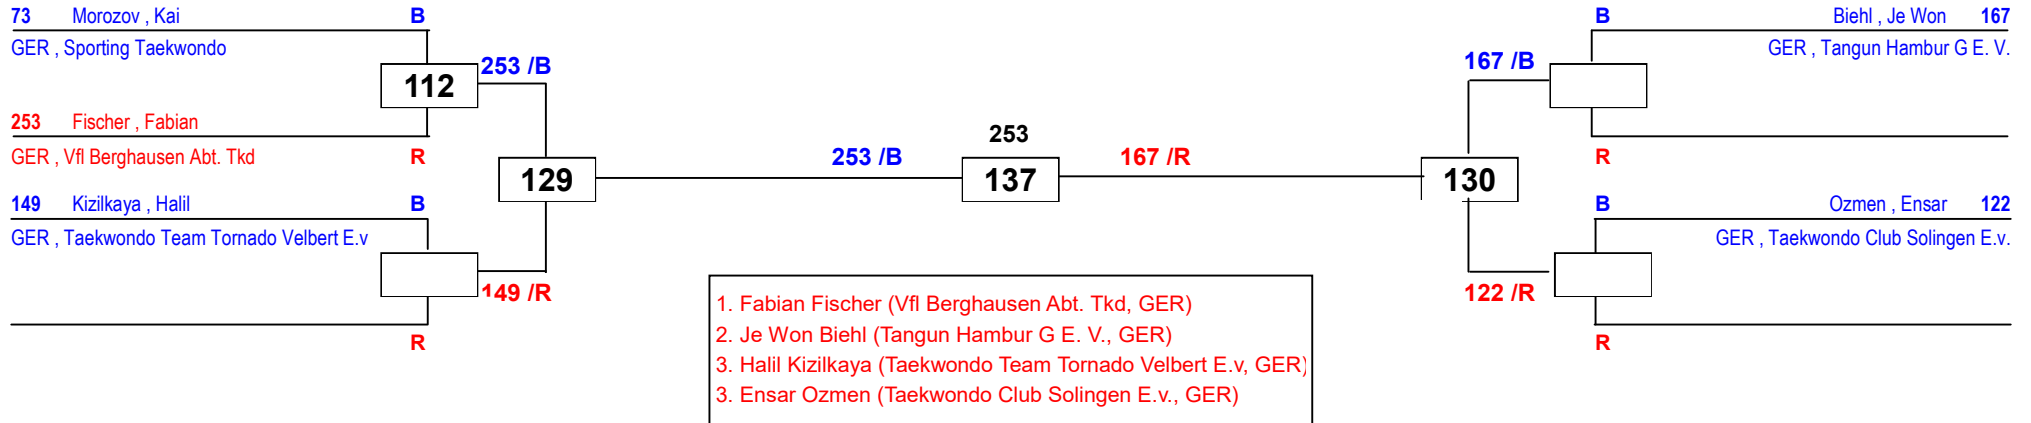 73 Morozov , Kai B
GER , Sporting Taekwondo
253 /B
112
253 Fischer , Fabian
GER , Vfl Berghausen Abt. Tkd R
129
149 Kizilkaya , Halil B
GER , Taekwondo Team Tornado Velbert E.v
149 /R
R
253
253 /B
137
167 /R
B Biehl , Je Won 167
GER , Tangun Hambur G E. V.
167 /B
R
130
B Ozmen , Ensar 122
GER , Taekwondo Club Solingen E.v.
122 /R
R
1. Fabian Fischer (Vfl Berghausen Abt. Tkd, GER)
2. Je Won Biehl (Tangun Hambur G E. V., GER)
3. Halil Kizilkaya (Taekwondo Team Tornado Velbert E.v, GER)
3. Ensar Ozmen (Taekwondo Club Solingen E.v., GER)